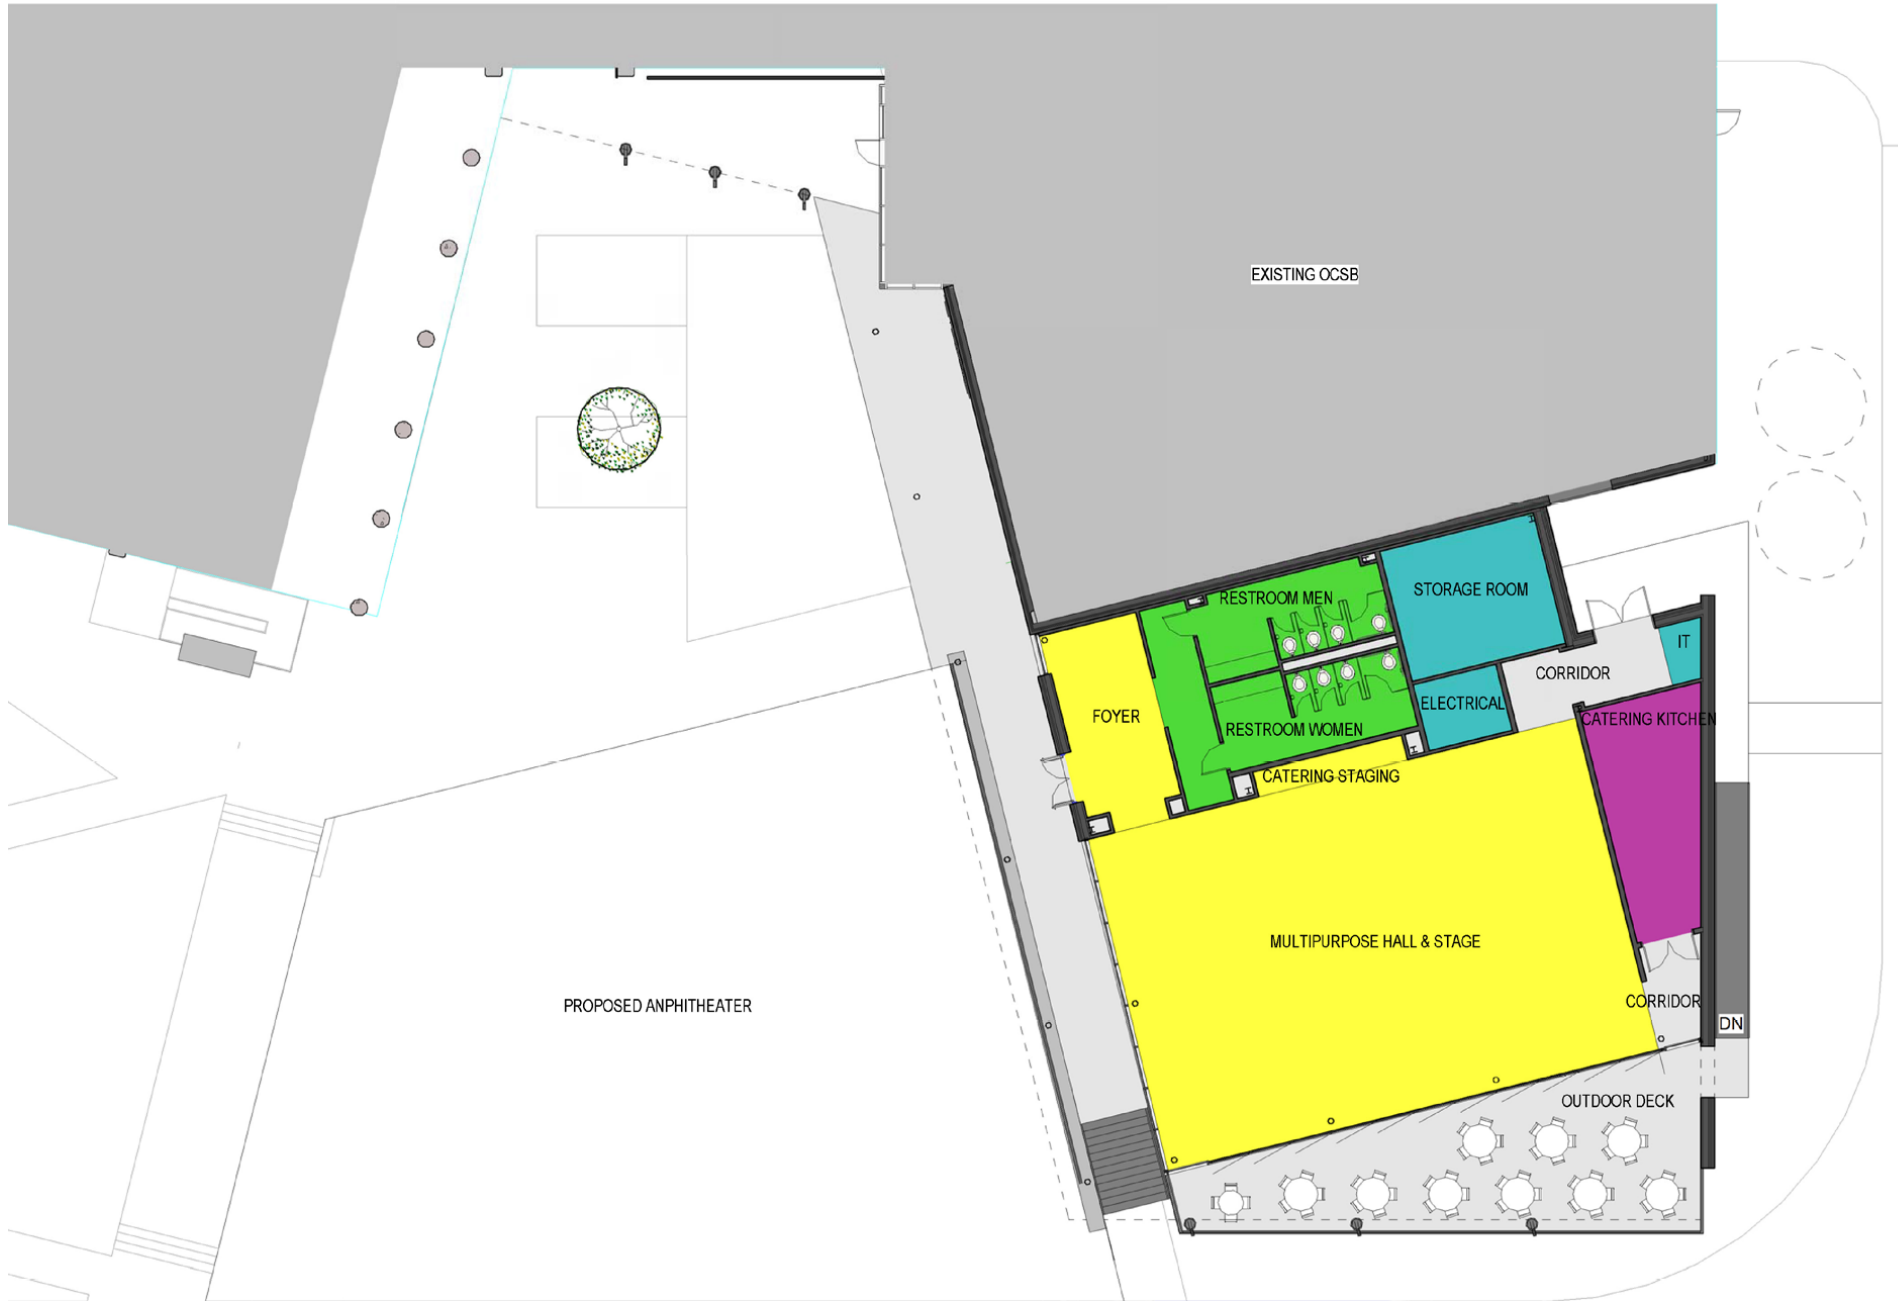 EXISTING OCSB
STORAGE ROOM
RESTROOM MEN
IT
CORRIDOR
ELECTRICAL
FOYER
CATERING KITCHEN
RESTROOM WOMEN
CATERING STAGING
MULTIPURPOSE HALL & STAGE
PROPOSED ANPHITHEATER
CORRIDOR
DN
OUTDOOR DECK